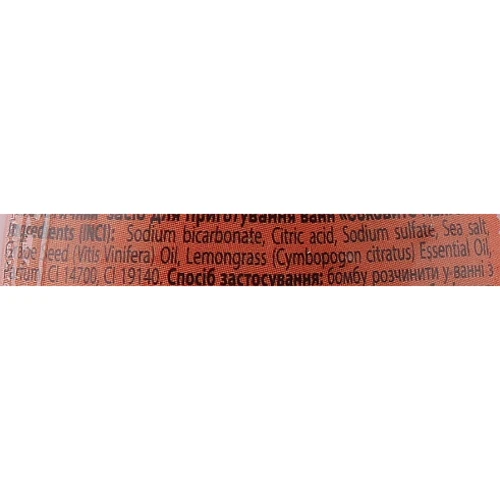 засіб для приготування ванн
Ingredients (INCI): Sodium bicarbonate, Citric acid, Sodium sulfate, Sea salt,
Seed (Vitis Vinifera) Oil, Lemongrass (Cymbopogon citratus) Essential Oil,
CI 14700, CI 19140. Спосіб застосування: бомбу розчинити у ванні з